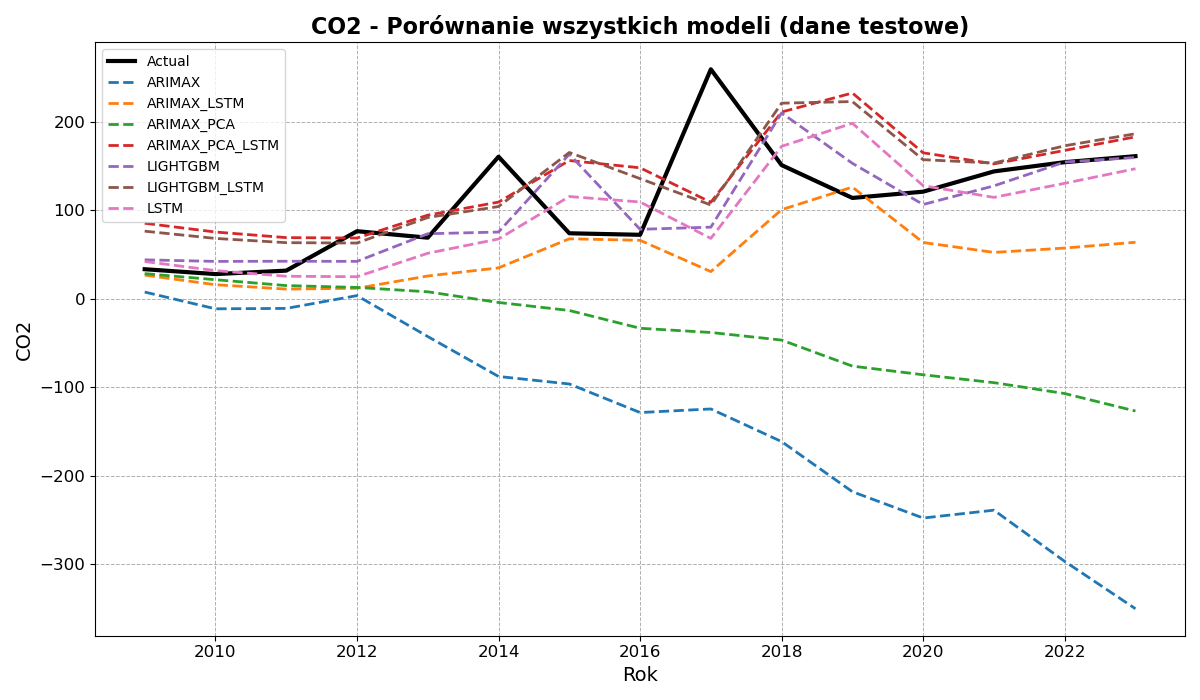 CO2 - Porównanie wszystkich modeli (dane testowe)
Actual
ARIMAX
ARIMAX_LSTM
ARIMAX_PCA
ARIMAX_PCA_LSTM
LIGHTGBM
LIGHTGBM_LSTM
LSTM
CO2
200
100
0
−100
−200
−300
2010 2012 2014 2016 2018 2020 2022
Rok